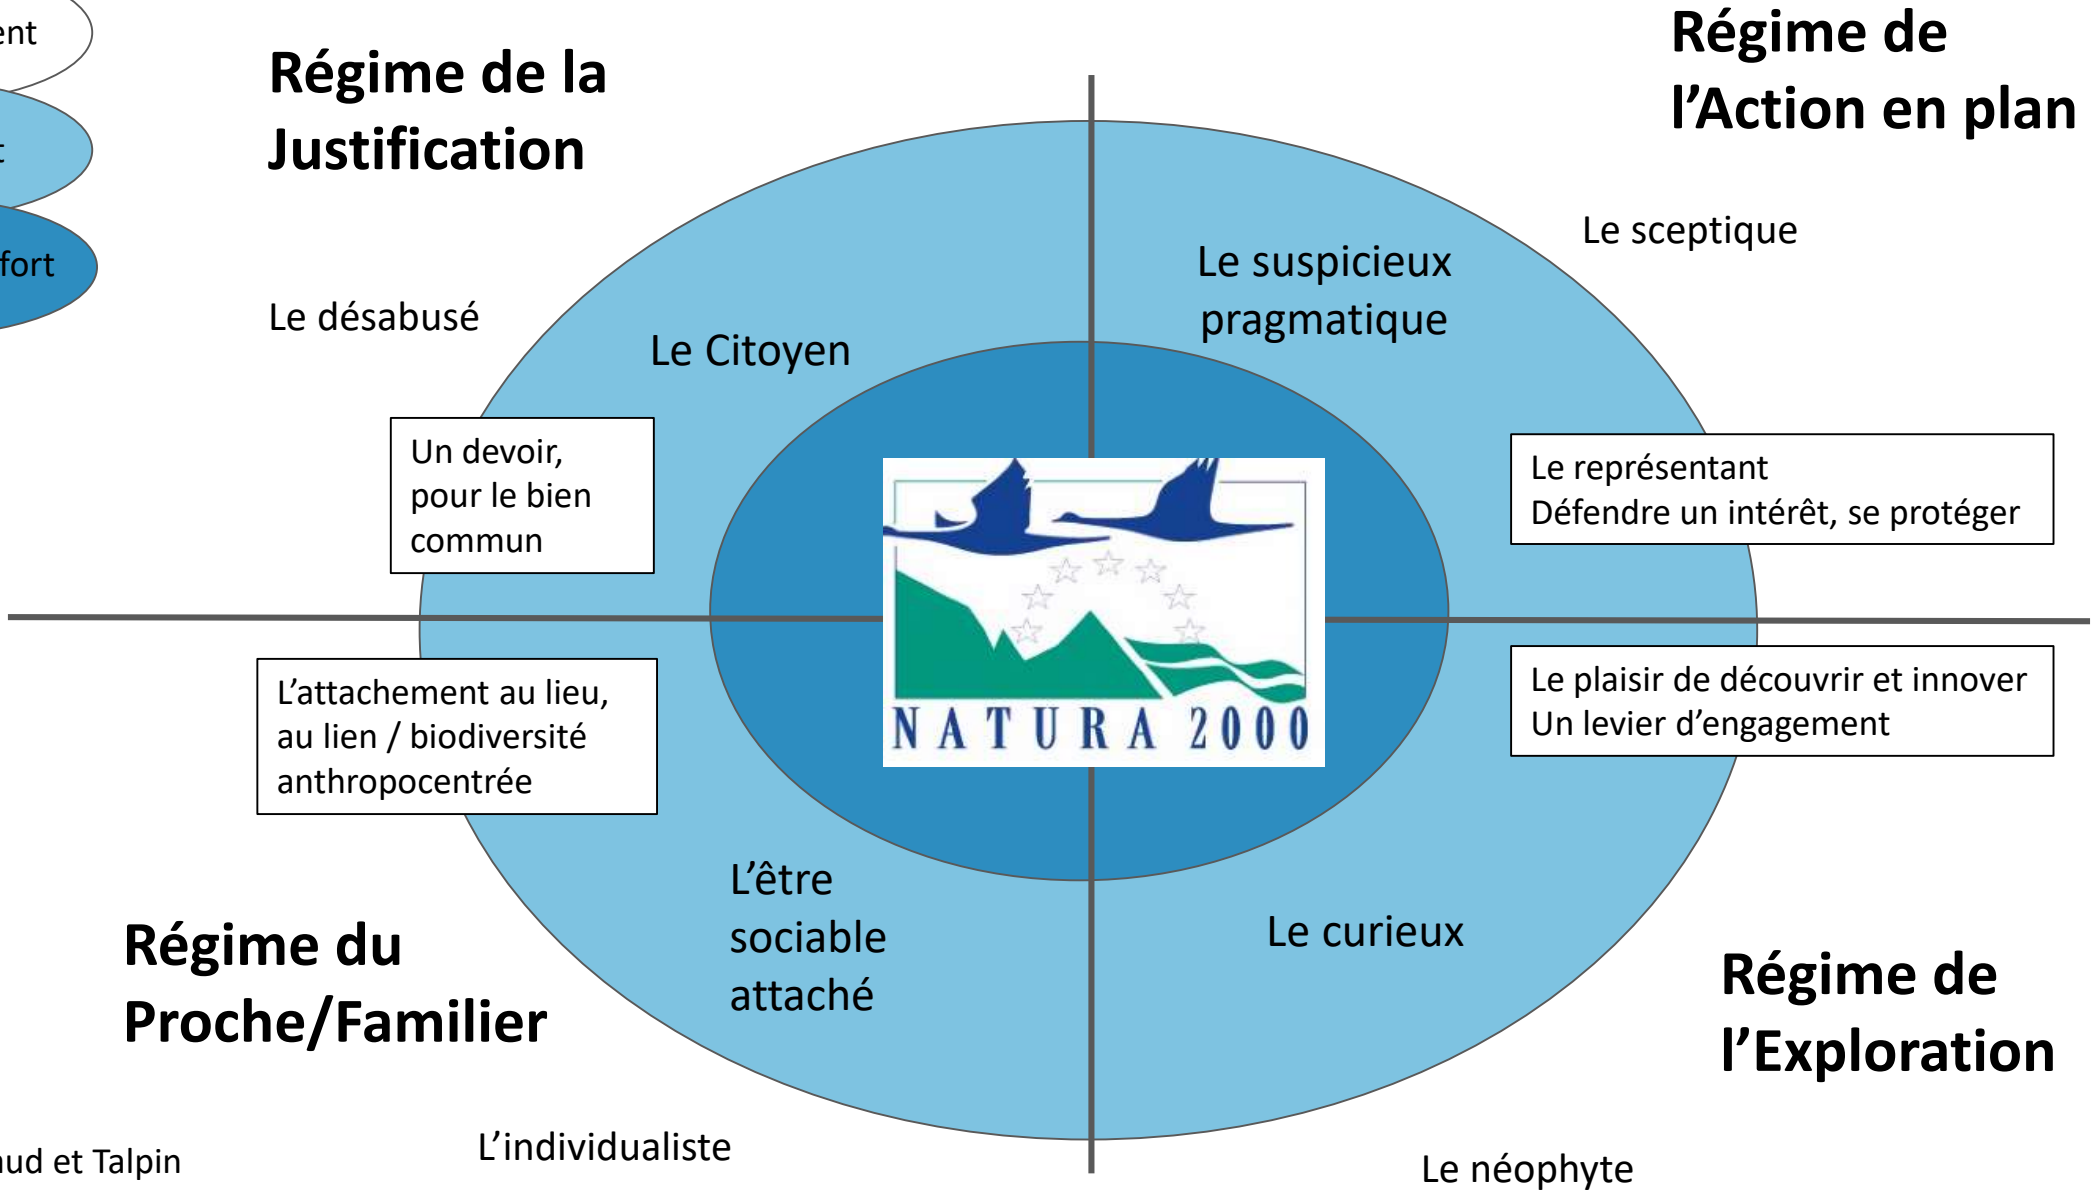 Régime de la
Justification
Régime de
l'Action en plan
fort
Le sceptique
Le suspicieux
pragmatique
Le désabusé
Le Citoyen
Un devoir,
pour le bien
commun
Le représentant
Défendre un intérêt, se protéger
NATURA 2000
L'attachement au lieu,
au lien / biodiversité
anthropocentrée
Le plaisir de découvrir et innover
Un levier d'engagement
L'être
sociable
attaché
Le curieux
Régime du
Proche/Familier
Régime de
l'Exploration
L'individualiste
et Talpin
Le néophyte